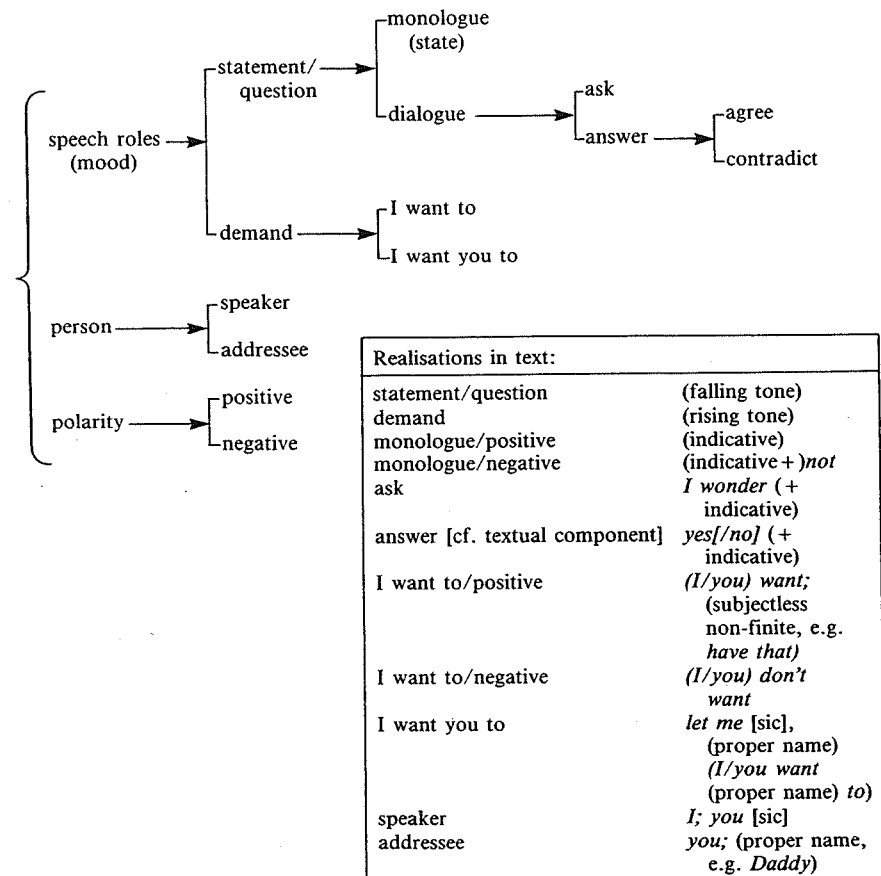 monologue
(state)
statement/
question
dialogue
ask
answer
agree
contradict
speech roles
(mood)
demand
I want to
I want you to
person
speaker
addressee
polarity
positive
negative
Realisations in text:
statement/question (falling tone)
demand (rising tone)
monologue/positive (indicative)
monologue/negative (indicative+)not
ask I wonder (+
indicative)
answer [cf. textual component] yes[/no] (+
indicative)
I want to/positive (I/you) want;
(subjectless
non-finite, e.g.
have that)
I want to/negative (I/you) don't
want
I want you to let me [sic],
(proper name)
(I/you want
(proper name) to)
speaker I; you [sic]
addressee you; (proper name,
e.g. Daddy)